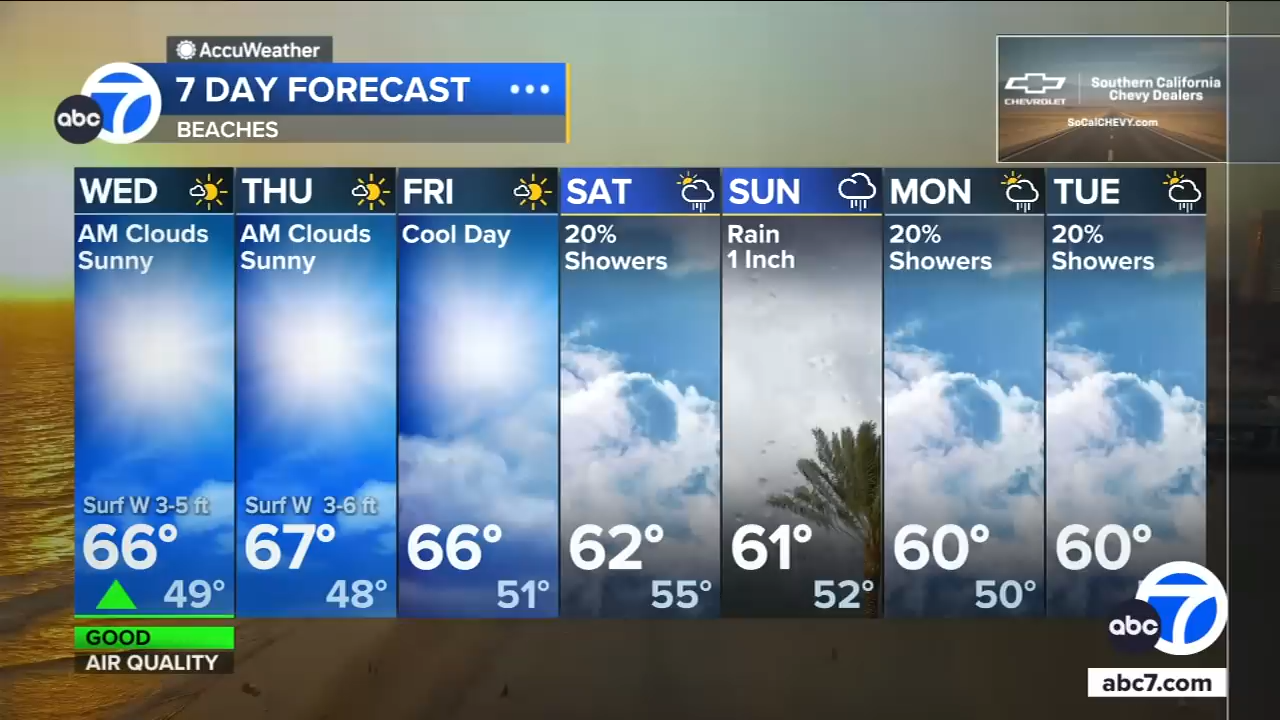 AccuWeather
abc 7
7 DAY FORECAST
BEACHES
CHEVROLET
Southern California
Chevy Dealers
SoCalCHEVY.com
WED
AM Clouds
Sunny
Surf W 3-5 ft
66°
49°
GOOD
AIR QUALITY
THU
AM Clouds
Sunny
Surf W 3-6 ft
67°
48°
FRI
Cool Day
66°
51°
SAT
20%
Showers
62°
55°
SUN
Rain
1 Inch
61°
52°
MON
20%
Showers
60°
50°
TUE
20%
Showers
60°
abc 7
abc7.com